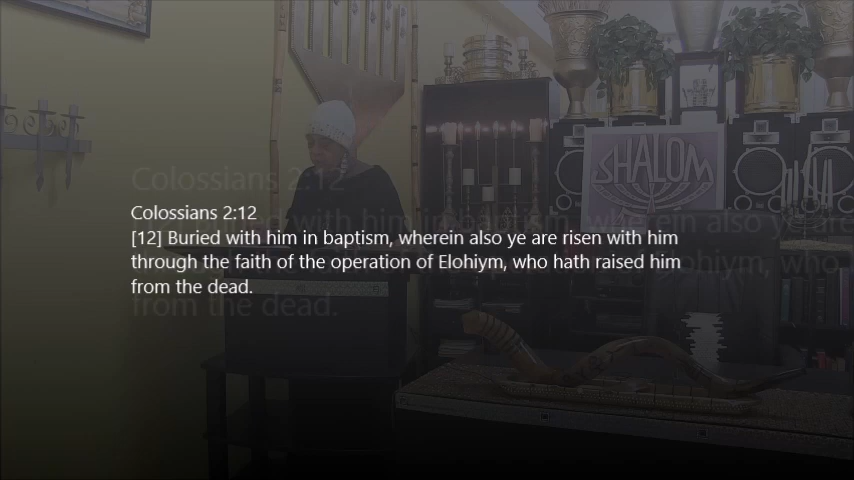 Colossians 2:12
[12] Buried with him in baptism, wherein also ye are risen with him
through the faith of the operation of Elohiym, who hath raised him
from the dead.
SHALOM